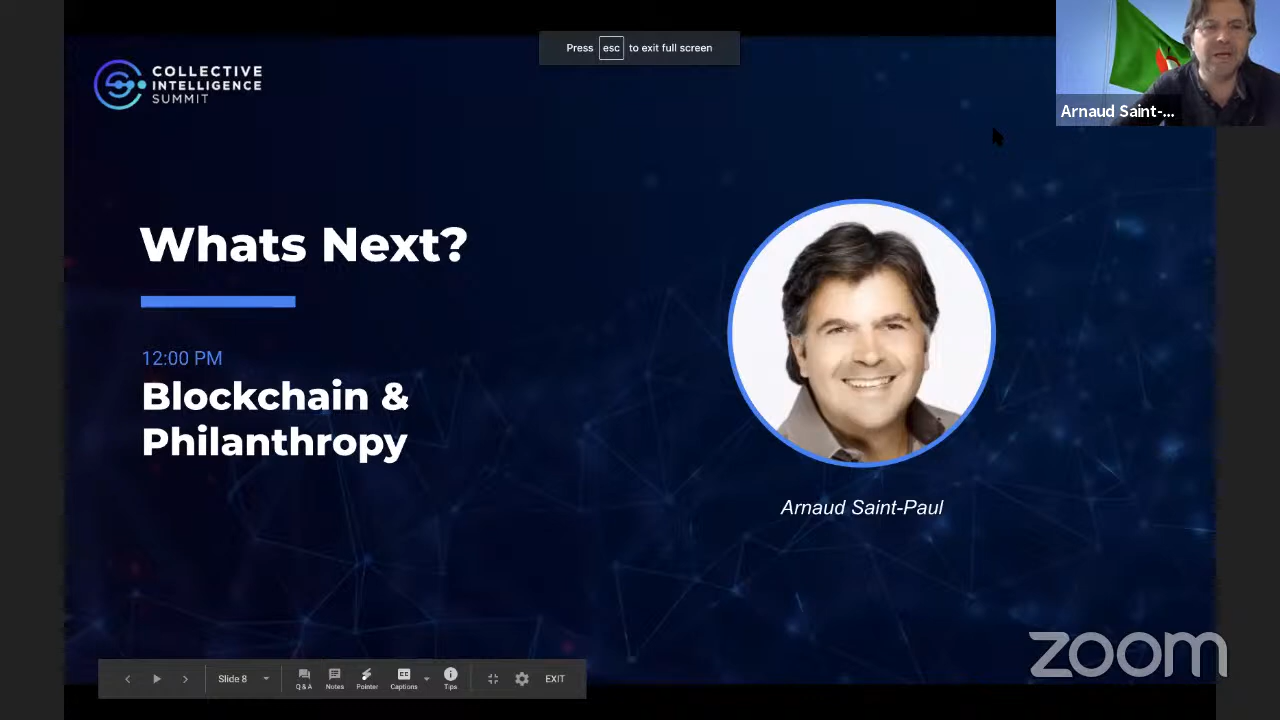 Press esc to exit full screen
COLLECTIVE
INTELLIGENCE
SUMMIT
Arnaud Saint-...
Whats Next?
12:00 PM
Blockchain &
Philanthropy
Arnaud Saint-Paul
zoom
Slide 8
Q & A
Notes
Pointer
CC
Captions
Tips
EXIT